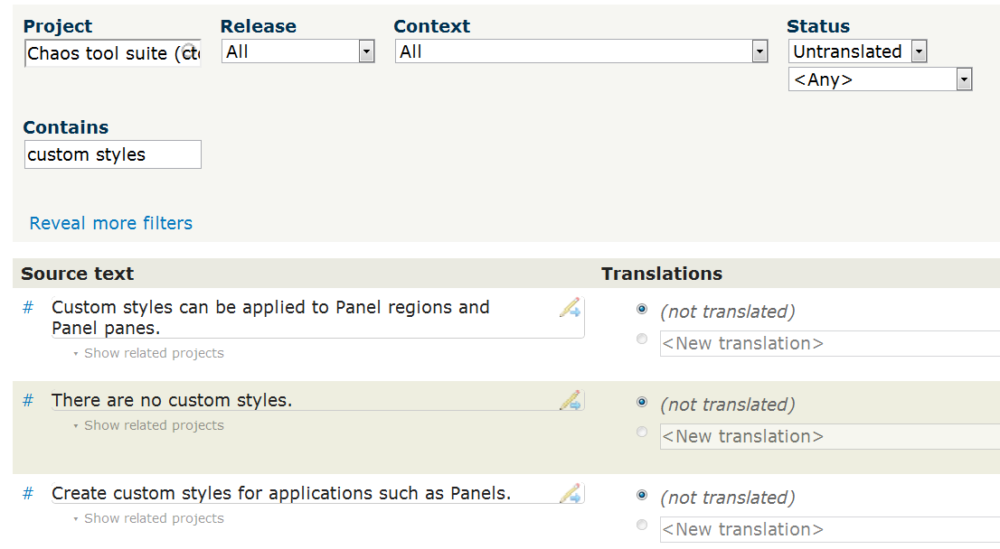 Project Release Context Status
Chaos tool suite (cto All All Untranslated
<Any>
Contains
custom styles
Reveal more filters
Source text Translations
# Custom styles can be applied to Panel regions and
Panel panes.
(not translated)
<New translation>
Show related projects
# There are no custom styles.
(not translated)
<New translation>
Show related projects
# Create custom styles for applications such as Panels.
(not translated)
<New translation>
Show related projects